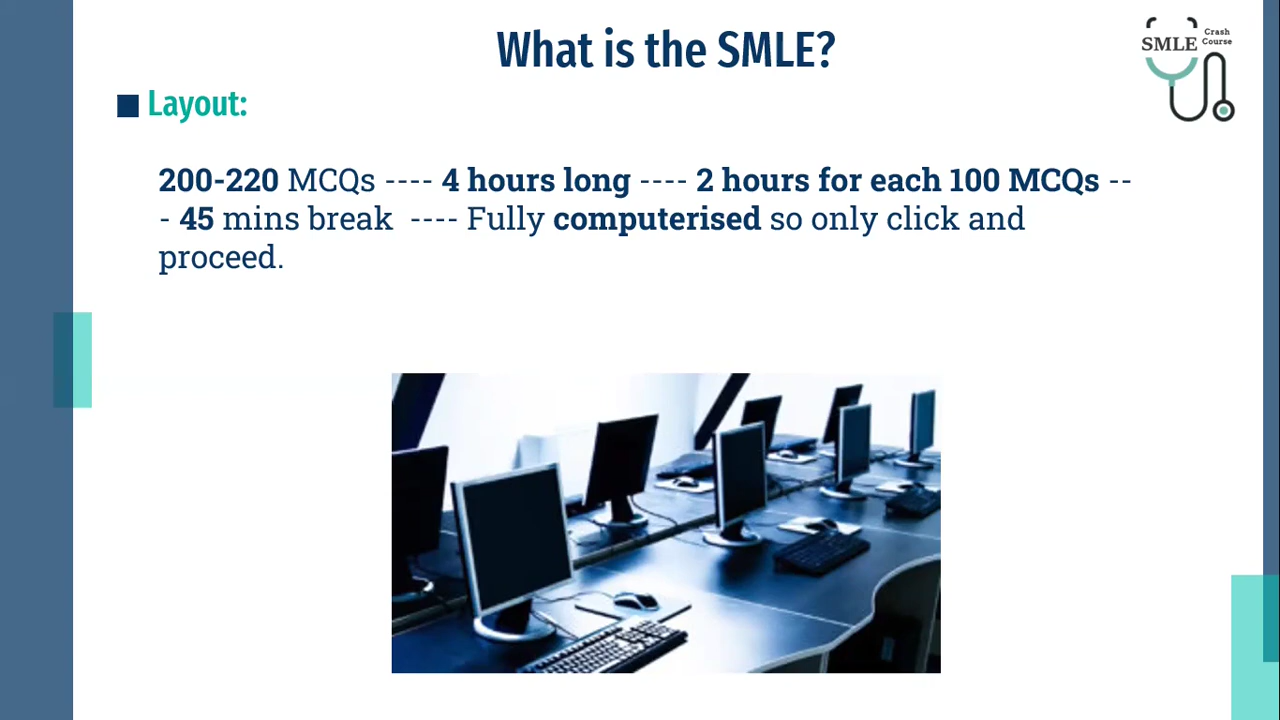 What is the SMLE?
SMLE Crash
Course
Layout:
200-220 MCQs ---- 4 hours long ---- 2 hours for each 100 MCQs --
- 45 mins break ---- Fully computerised so only click and
proceed.